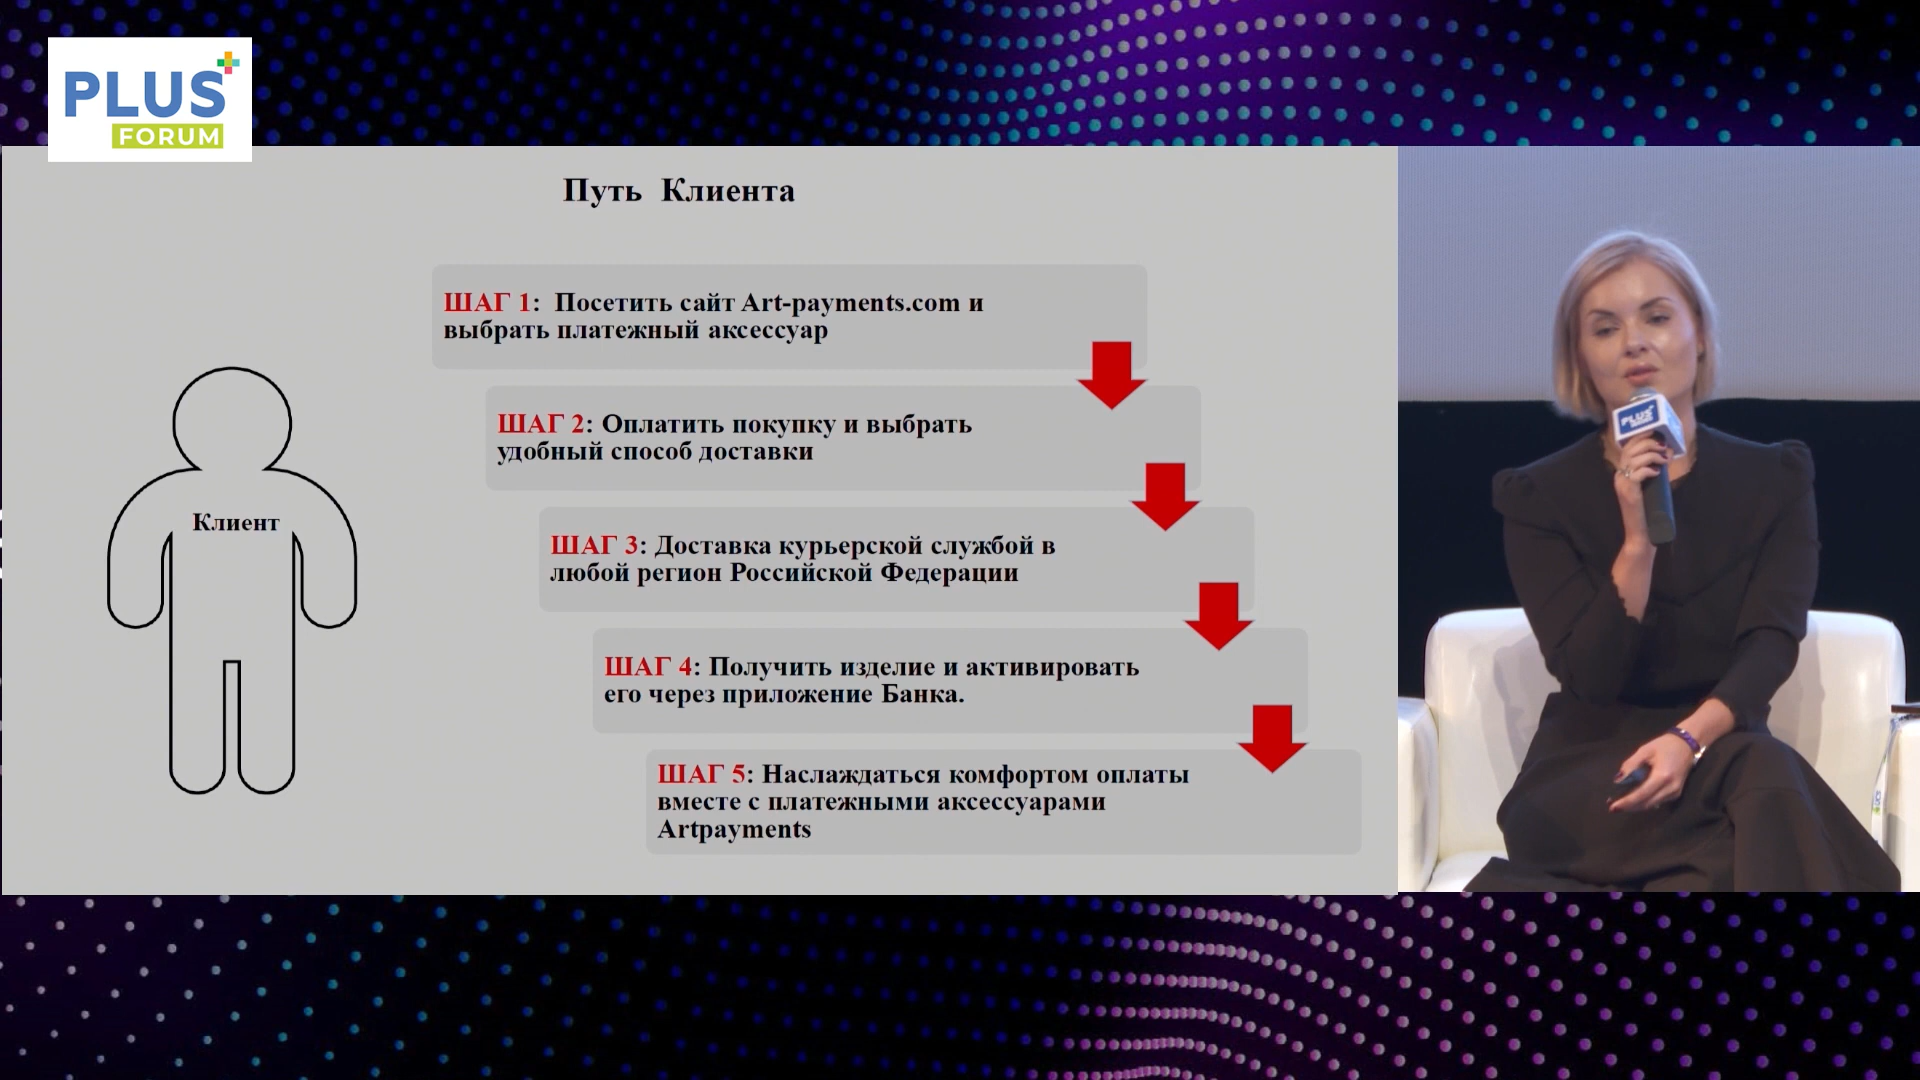 PLUS
FORUM
Путь Клиента
ШАГ 1: Посетить сайт Art-payments.com и
выбрать платежный аксессуар
ШАГ 2: Оплатить покупку и выбрать
удобный способ доставки
Клиент
ШАГ 3: Доставка курьерской службой в
любой регион Российской Федерации
ШАГ 4: Получить изделие и активировать
его через приложение Банка.
ШАГ 5: Наслаждаться комфортом оплаты
вместе с платежными аксессуарами
Artpayments
PLUS